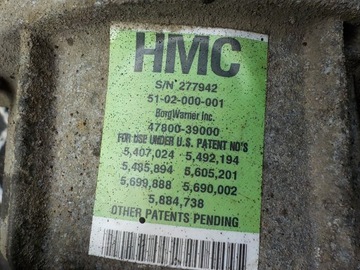 HMC
S/N 277942
51-02-000-001
BorgWarner Inc.
47800-39000
FOR USE UNDER U.S. PATENT NO'S
5,407,024 5,492,194
5,485,894 5,605,201
5,699,888 5,690,002
5,884,738
OTHER PATENTS PENDING